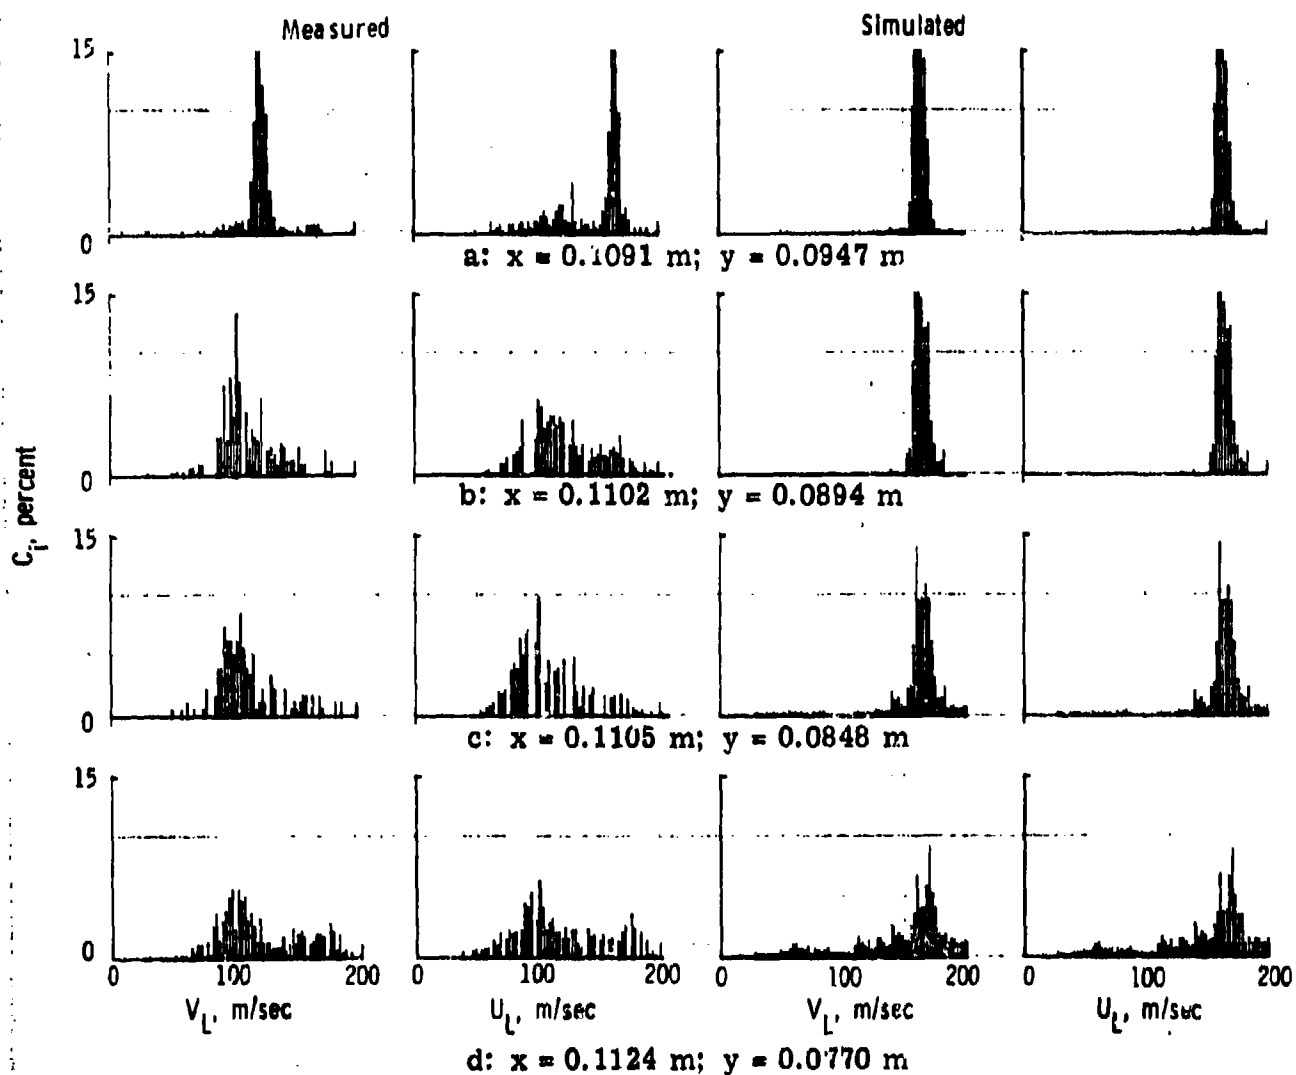 Measured
Simulated
15
0
a: x = 0.1091 m; y = 0.0947 m
15
0
b: x = 0.1102 m; y = 0.0894 m
C_i, percent
15
0
c: x = 0.1105 m; y = 0.0848 m
15
0
0 100 200 0 100 200 0 100 200 0 100 200
V_L, m/sec U_L, m/sec V_L, m/sec U_L, m/sec
d: x = 0.1124 m; y = 0.0770 m